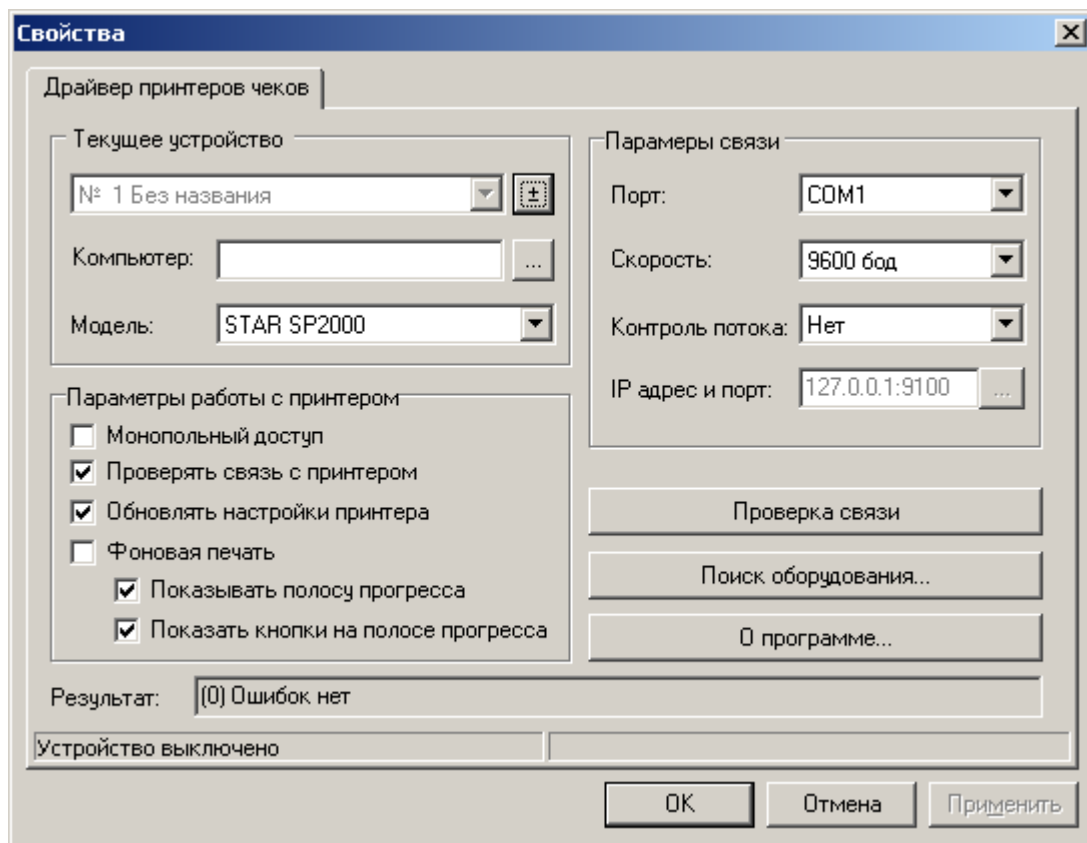 Свойства
Драйвер принтеров чеков
Текущее устройство
№ 1 Без названия
±
Компьютер:
...
Модель:
STAR SP2000
Парамеры связи
Порт:
COM1
Скорость:
9600 бод
Контроль потока:
Нет
IP адрес и порт:
127.0.0.1:9100
...
Параметры работы с принтером
Монопольный доступ
Проверять связь с принтером
Обновлять настройки принтера
Фоновая печать
Показывать полосу прогресса
Показать кнопки на полосе прогресса
Проверка связи
Поиск оборудования...
О программе...
Результат:
(0) Ошибок нет
Устройство выключено
OK
Отмена
Применить